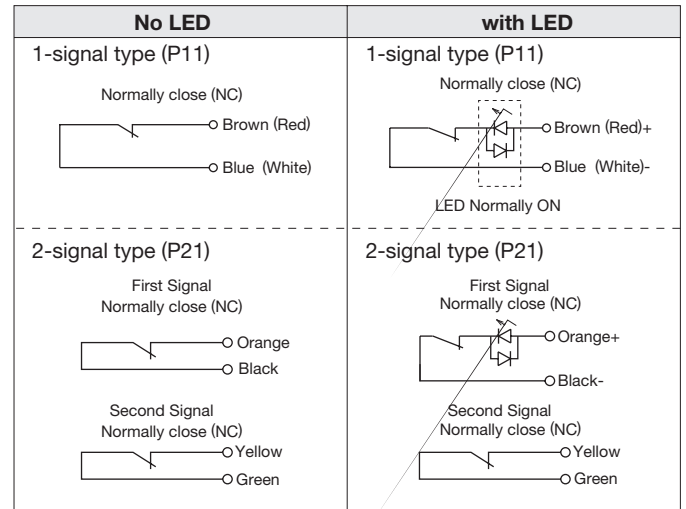 No LED
1-signal type (P11)
Normally close (NC)
Brown (Red)
Blue (White)
2-signal type (P21)
First Signal
Normally close (NC)
Orange
Black
Second Signal
Normally close (NC)
Yellow
Green
with LED
1-signal type (P11)
Normally close (NC)
Brown (Red)+
Blue (White)-
LED Normally ON
2-signal type (P21)
First Signal
Normally close (NC)
Orange+
Black-
Second Signal
Normally close (NC)
Yellow
Green